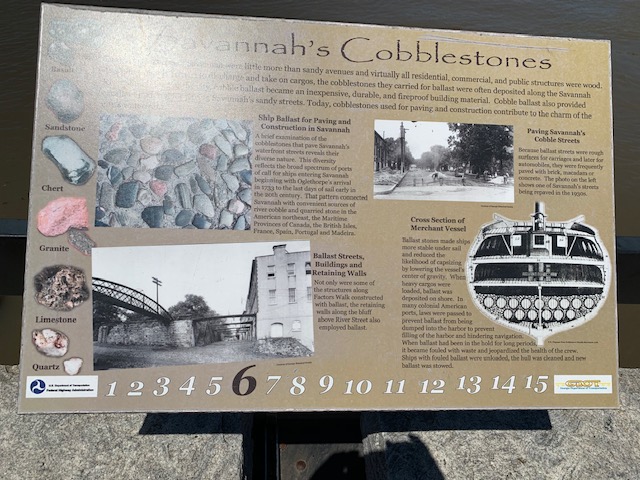 Savannah's Cobblestones
were little more than sandy avenues and virtually all residential, commercial, and public structures were wood.
and take on cargos, the cobblestones they carried for ballast were often deposited along the Savannah
ballast became an inexpensive, durable, and fireproof building material. Cobble ballast also provided
sandy streets. Today, cobblestones used for paving and construction contribute to the charm of the
Basalt
Sandstone
Chert
Granite
Limestone
Quartz
Ship Ballast for Paving and
Construction in Savannah
A brief examination of the
cobblestones that pave Savannah's
waterfront streets reveals their
diverse nature. This diversity
reflects the broad spectrum of ports
of call for ships entering Savannah
beginning with Oglethorpe's arrival
in 1733 to the last days of sail early in
the 20th century. That pattern connected
Savannah with convenient sources of
river cobble and quarried stone in the
American northeast, the Maritime
Provinces of Canada, the British Isles,
France, Spain, Portugal and Madeira.
Paving Savannah's
Cobble Streets
Because ballast streets were rough
surfaces for carriages and later for
automobiles, they were frequently
paved with brick, macadam or
concrete. The photo on the left
shows one of Savannah's streets
being repaved in the 1930s.
Ballast Streets,
Buildings and
Retaining Walls
Not only were some of
the structures along
Factors Walk constructed
with ballast, the retaining
walls along the bluff
above River Street also
employed ballast.
Cross Section of
Merchant Vessel
Ballast stones made ships
more stable under sail
and reduced the
likelihood of capsizing
by lowering the vessel's
center of gravity. When
heavy cargos were
loaded, ballast was
deposited on shore. In
many colonial American
ports, laws were passed to
prevent ballast from being
dumped into the harbor to prevent
filling of the harbor and hindering navigation.
When ballast had been in the hold for long periods
it became fouled with waste and jeopardized the health of the crew.
Ships with fouled ballast were unloaded, the hull was cleaned and new
ballast was stowed.
U.S. Department of Transportation
Federal Highway Administration
1 2 3 4 5 6 7 8 9 10 11 12 13 14 15